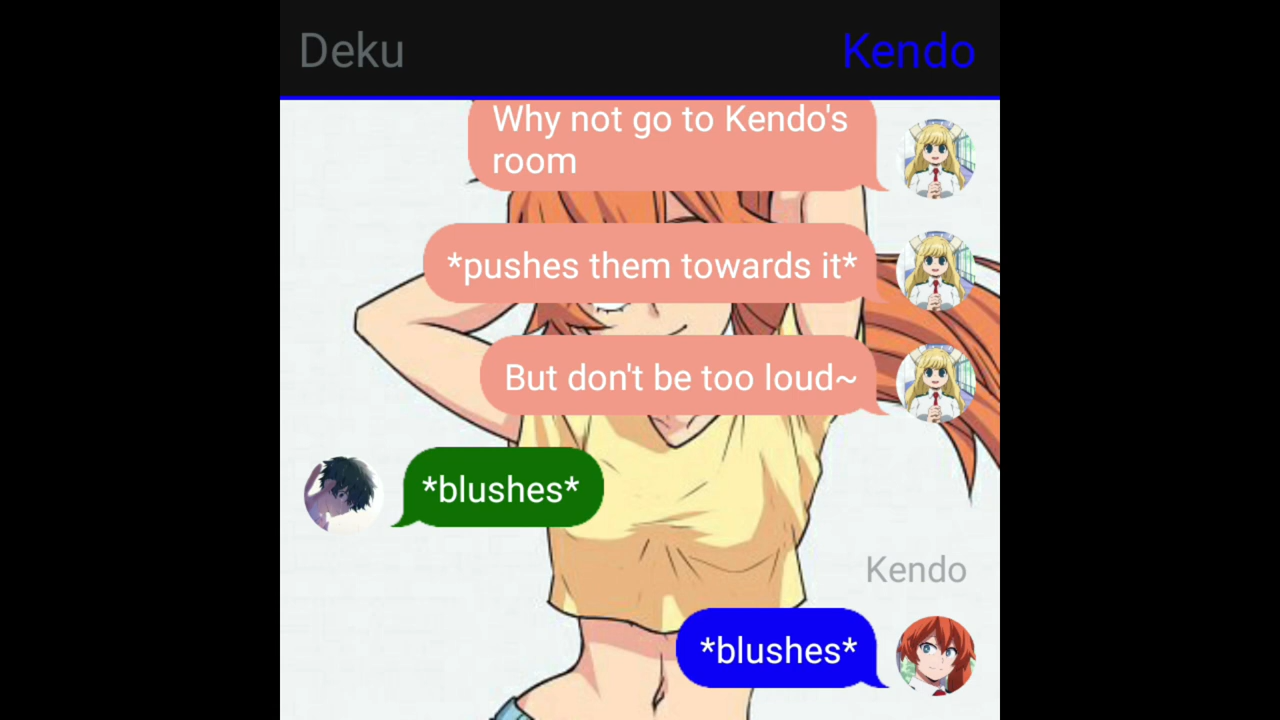 Deku
Kendo
Why not go to Kendo's
room
*pushes them towards it*
But don't be too loud~
*blushes*
Kendo
*blushes*